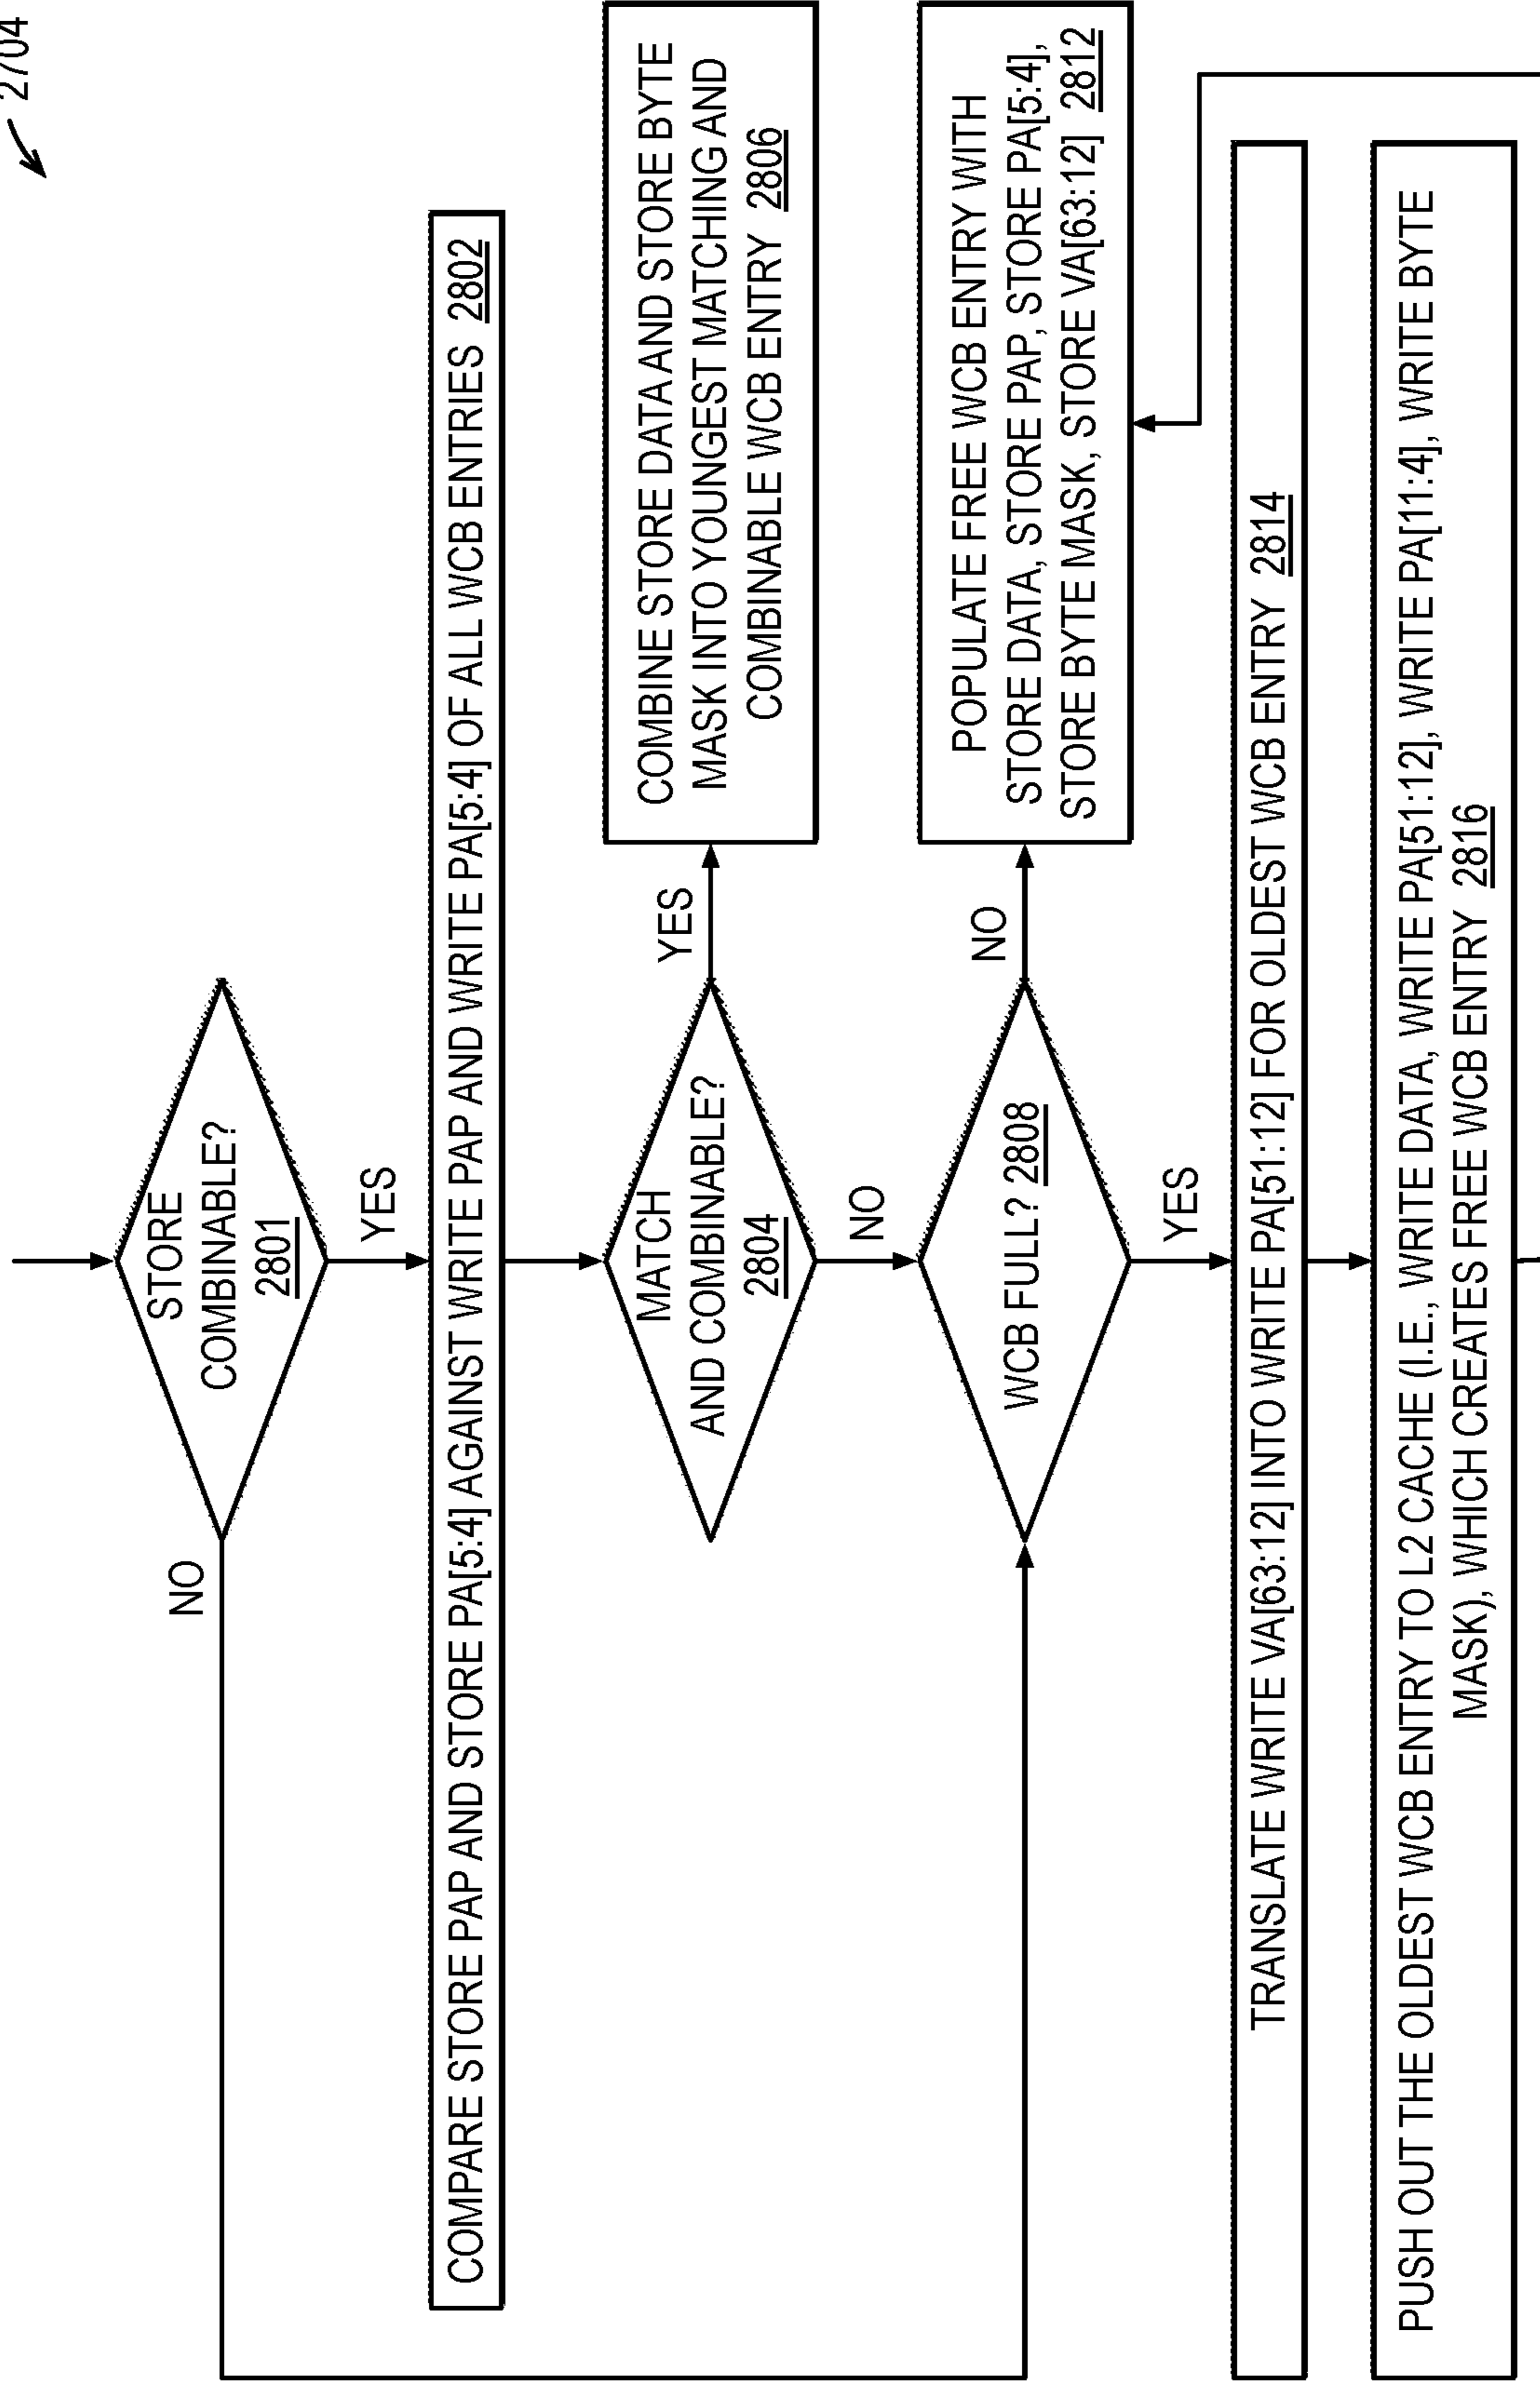 2704
STORE
COMBINABLE?
2801
NO
YES
COMPARE STORE PAP AND STORE PA[5:4] AGAINST WRITE PAP AND WRITE PA[5:4] OF ALL WCB ENTRIES 2802
MATCH
AND COMBINABLE?
2804
YES
COMBINE STORE DATA AND STORE BYTE
MASK INTO YOUNGEST MATCHING AND
COMBINABLE WCB ENTRY 2806
NO
WCB FULL? 2808
NO
POPULATE FREE WCB ENTRY WITH
STORE DATA, STORE PAP, STORE PA[5:4],
STORE BYTE MASK, STORE VA[63:12] 2812
YES
TRANSLATE WRITE VA[63:12] INTO WRITE PA[51:12] FOR OLDEST WCB ENTRY 2814
PUSH OUT THE OLDEST WCB ENTRY TO L2 CACHE (I.E., WRITE DATA, WRITE PA[51:12], WRITE PA[11:4], WRITE BYTE
MASK), WHICH CREATES FREE WCB ENTRY 2816